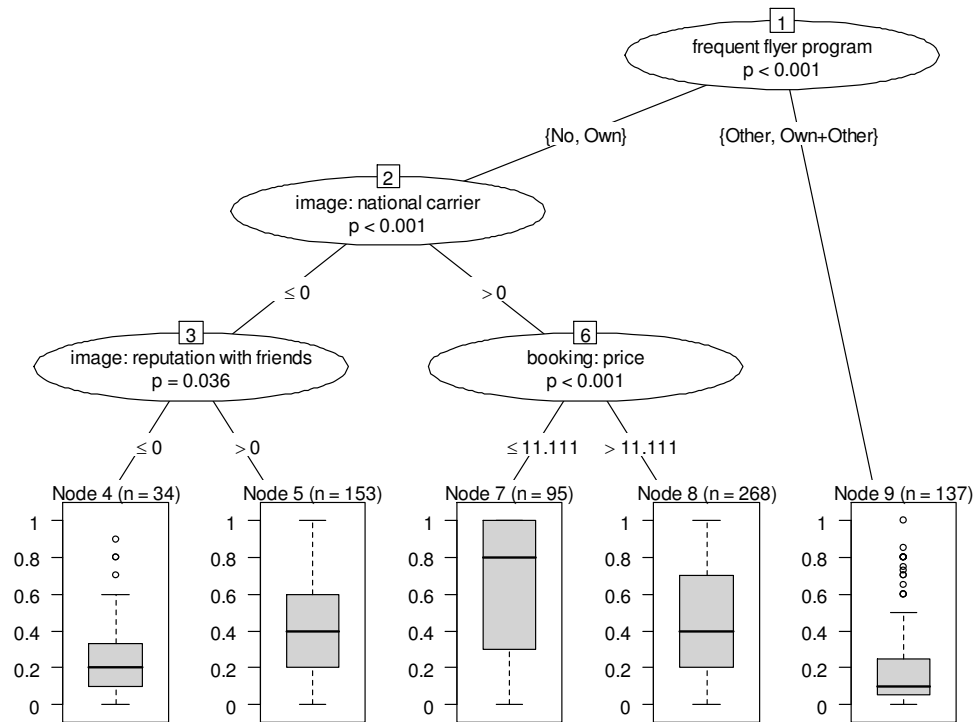 1
frequent flyer program
p < 0.001
{No, Own}
{Other, Own+Other}
2
image: national carrier
p < 0.001
≤ 0
> 0
3
image: reputation with friends
p = 0.036
6
booking: price
p < 0.001
≤ 0
> 0
≤ 11.111
> 11.111
Node 4 (n = 34)
1
0.8
0.6
0.4
0.2
0
Node 5 (n = 153)
1
0.8
0.6
0.4
0.2
0
Node 7 (n = 95)
1
0.8
0.6
0.4
0.2
0
Node 8 (n = 268)
1
0.8
0.6
0.4
0.2
0
Node 9 (n = 137)
1
0.8
0.6
0.4
0.2
0